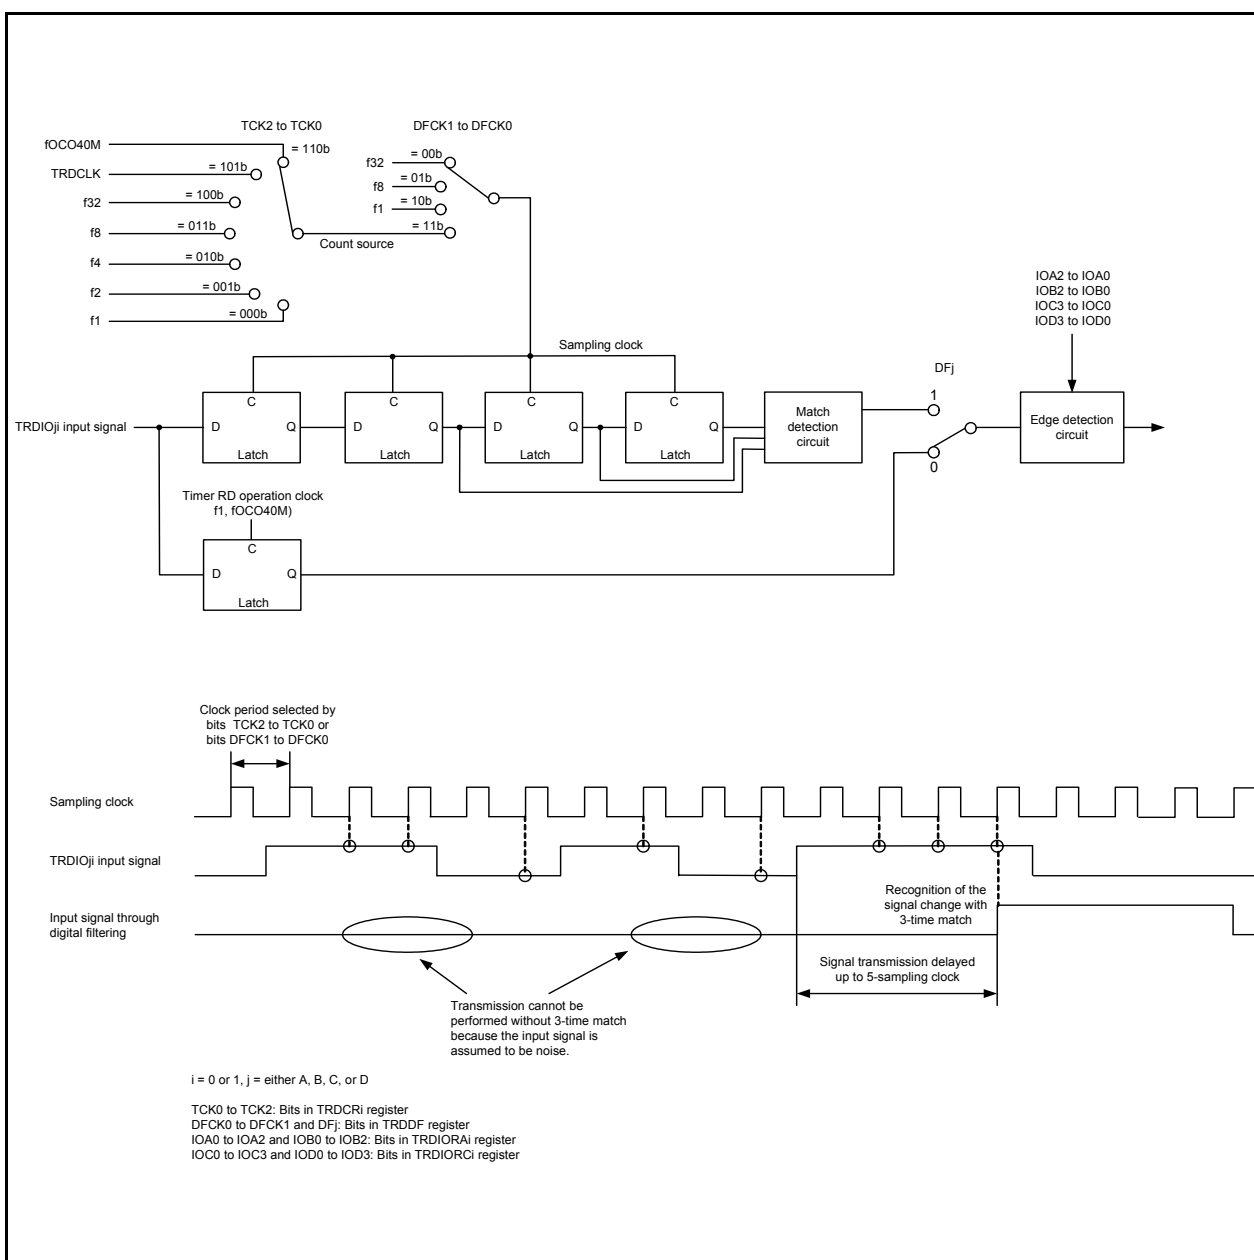 TCK2 to TCK0
DFCK1 to DFCK0
fOCO40M
= 110b
TRDCLK
= 101b
f32
= 100b
f8
= 011b
f4
= 010b
f2
= 001b
f1
= 000b
Count source
f32
= 00b
f8
= 01b
f1
= 10b
= 11b
IOA2 to IOA0
IOB2 to IOB0
IOC3 to IOC0
IOD3 to IOD0
Sampling clock
DFj
TRDIOji input signal
C
D
Q
Latch
C
D
Q
Latch
C
D
Q
Latch
C
D
Q
Latch
Match
detection
circuit
1
0
Edge detection
circuit
Timer RD operation clock
f1, fOCO40M)
C
D
Q
Latch
Clock period selected by
bits TCK2 to TCK0 or
bits DFCK1 to DFCK0
Sampling clock
TRDIOji input signal
Input signal through
digital filtering
Recognition of the
signal change with
3-time match
Signal transmission delayed
up to 5-sampling clock
Transmission cannot be
performed without 3-time match
because the input signal is
assumed to be noise.
i = 0 or 1, j = either A, B, C, or D
TCK0 to TCK2: Bits in TRDCRi register
DFCK0 to DFCK1 and DFj: Bits in TRDDF register
IOA0 to IOA2 and IOB0 to IOB2: Bits in TRDIORAi register
IOC0 to IOC3 and IOD0 to IOD3: Bits in TRDIORCi register